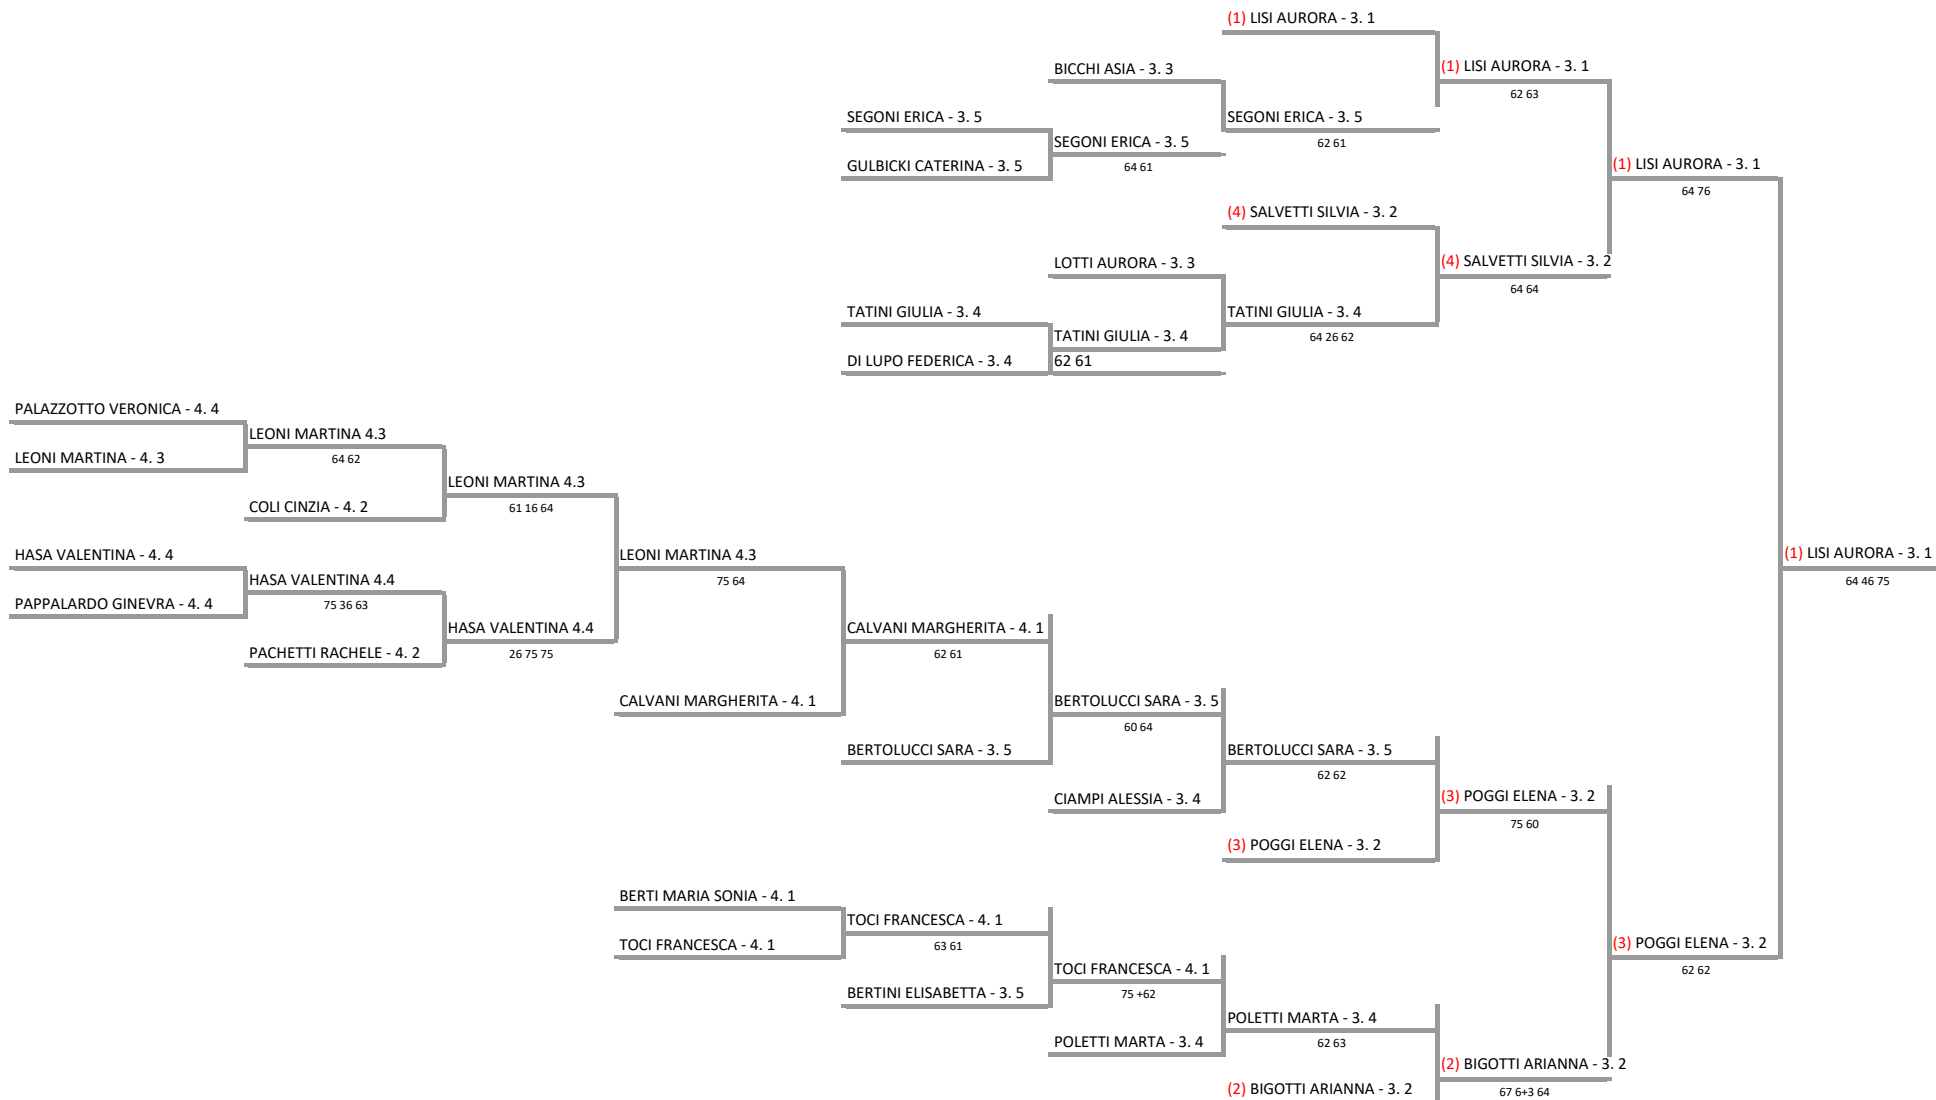 (1) LISI AURORA - 3. 1
BICCHI ASIA - 3. 3
(1) LISI AURORA - 3. 1
62 63
SEGONI ERICA - 3. 5
SEGONI ERICA - 3. 5
SEGONI ERICA - 3. 5
62 61
GULBICKI CATERINA - 3. 5
64 61
(1) LISI AURORA - 3. 1
64 76
(4) SALVETTI SILVIA - 3. 2
LOTTI AURORA - 3. 3
(4) SALVETTI SILVIA - 3. 2
64 64
TATINI GIULIA - 3. 4
TATINI GIULIA - 3. 4
TATINI GIULIA - 3. 4
64 26 62
DI LUPO FEDERICA - 3. 4
62 61
PALAZZOTTO VERONICA - 4. 4
LEONI MARTINA 4.3
LEONI MARTINA - 4. 3
64 62
LEONI MARTINA 4.3
COLI CINZIA - 4. 2
61 16 64
HASA VALENTINA - 4. 4
LEONI MARTINA 4.3
(1) LISI AURORA - 3. 1
HASA VALENTINA 4.4
75 64
64 46 75
PAPPALARDO GINEVRA - 4. 4
75 36 63
HASA VALENTINA 4.4
CALVANI MARGHERITA - 4. 1
PACHETTI RACHELE - 4. 2
26 75 75
62 61
CALVANI MARGHERITA - 4. 1
BERTOLUCCI SARA - 3. 5
60 64
BERTOLUCCI SARA - 3. 5
BERTOLUCCI SARA - 3. 5
62 62
CIAMPI ALESSIA - 3. 4
(3) POGGI ELENA - 3. 2
75 60
(3) POGGI ELENA - 3. 2
BERTI MARIA SONIA - 4. 1
TOCI FRANCESCA - 4. 1
TOCI FRANCESCA - 4. 1
63 61
(3) POGGI ELENA - 3. 2
62 62
TOCI FRANCESCA - 4. 1
BERTINI ELISABETTA - 3. 5
75 +62
POLETTI MARTA - 3. 4
POLETTI MARTA - 3. 4
62 63
(2) BIGOTTI ARIANNA - 3. 2
(2) BIGOTTI ARIANNA - 3. 2
67 6+3 64